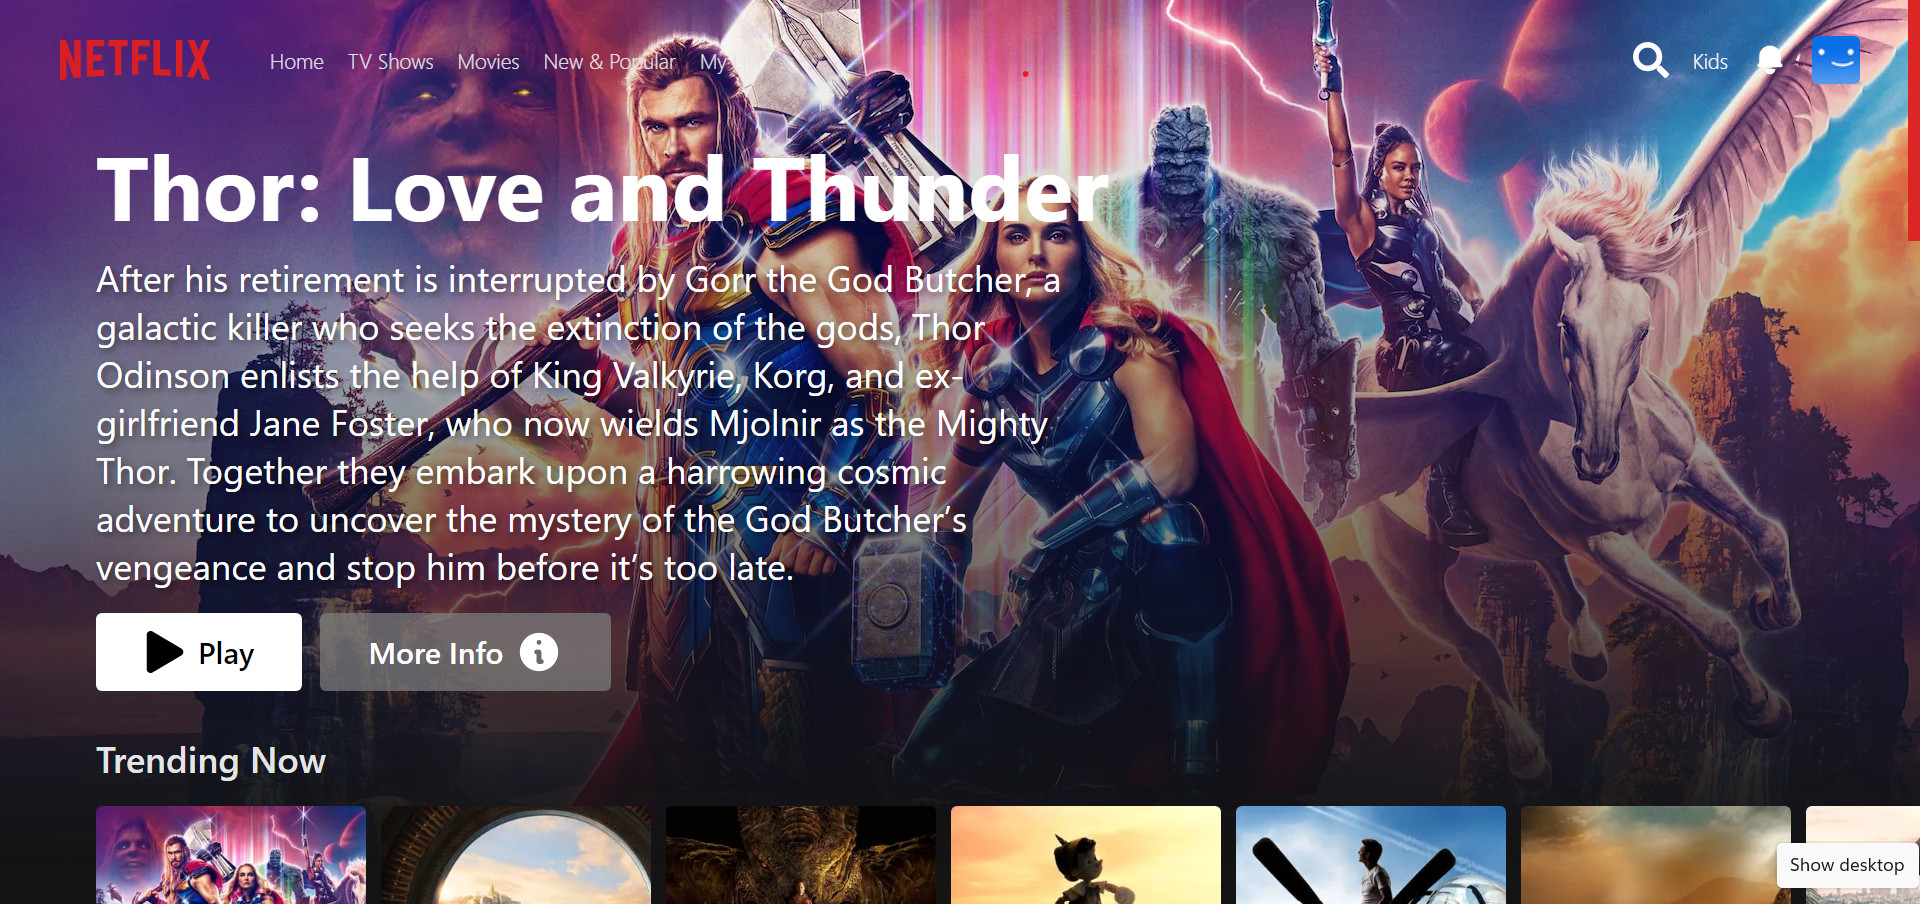 NETFLIX
Home TV Shows Movies New & Popular My List
Kids
Thor: Love and Thunder
After his retirement is interrupted by Gorr the God Butcher, a
galactic killer who seeks the extinction of the gods, Thor
Odinson enlists the help of King Valkyrie, Korg, and ex-
girlfriend Jane Foster, who now wields Mjolnir as the Mighty
Thor. Together they embark upon a harrowing cosmic
adventure to uncover the mystery of the God Butcher’s
vengeance and stop him before it’s too late.
Play
More Info
Trending Now
Show desktop